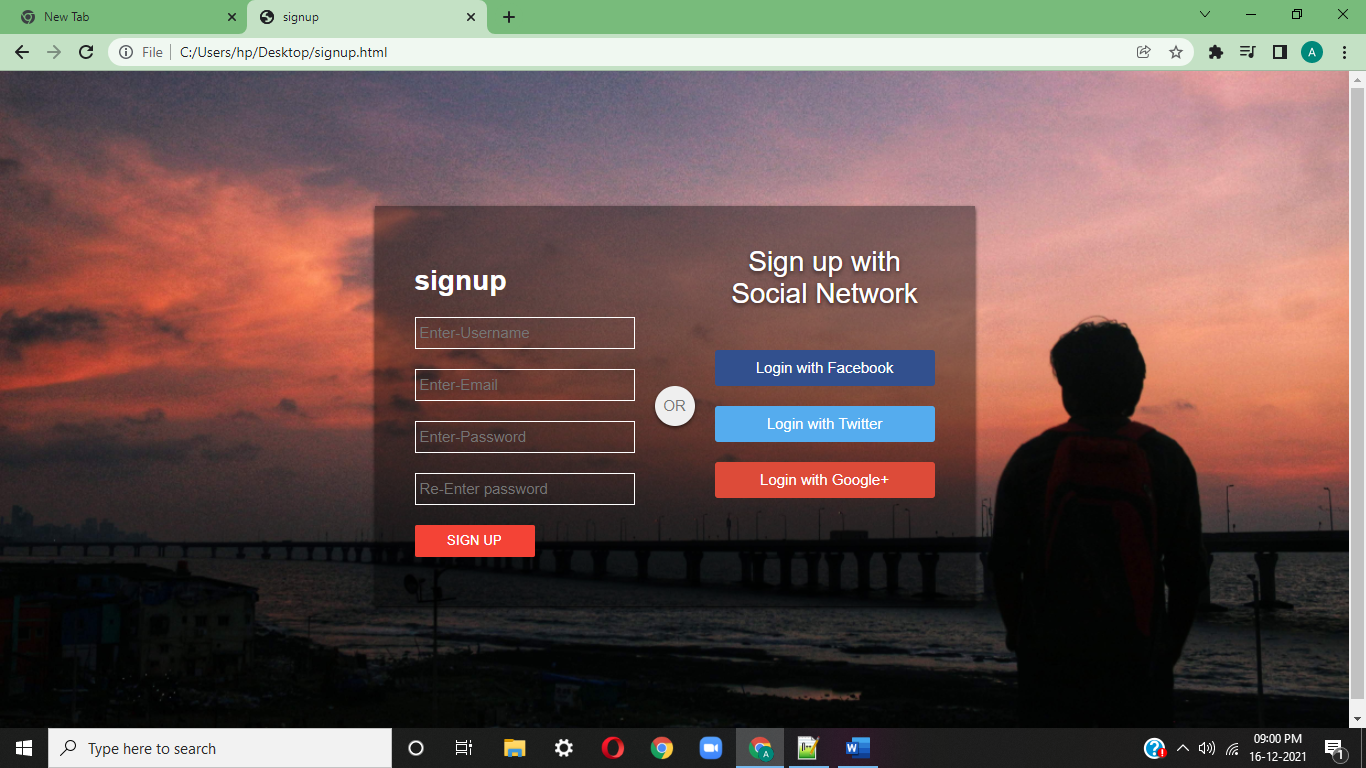 New Tab
signup
File
C:/Users/hp/Desktop/signup.html
A
signup
Enter-Username
Enter-Email
Enter-Password
Re-Enter password
SIGN UP
OR
Sign up with
Social Network
Login with Facebook
Login with Twitter
Login with Google+
Type here to search
A
W
09:00 PM
16-12-2021
1